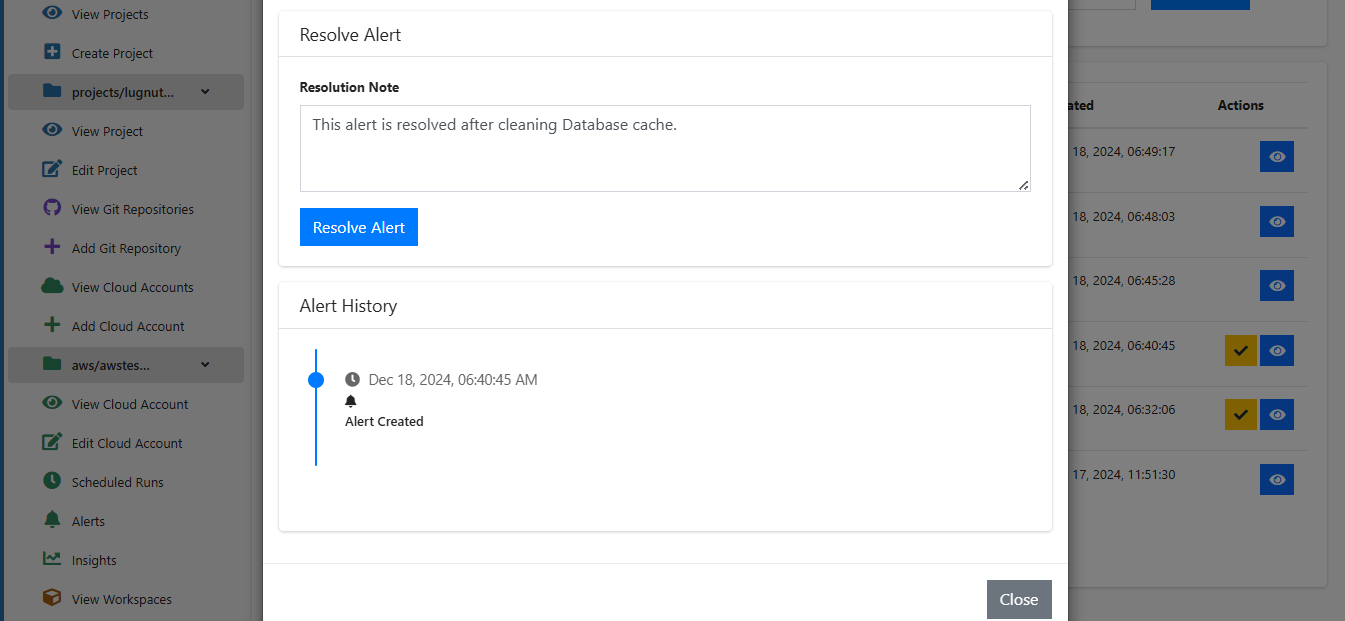 View Projects
Create Project
projects/lugnut...
View Project
Edit Project
View Git Repositories
Add Git Repository
View Cloud Accounts
Add Cloud Account
aws/awstes...
View Cloud Account
Edit Cloud Account
Scheduled Runs
Alerts
Insights
View Workspaces
Resolve Alert
Resolution Note
This alert is resolved after cleaning Database cache.
Resolve Alert
Alert History
Dec 18, 2024, 06:40:45 AM
Alert Created
Close
ated Actions
18, 2024, 06:49:17
18, 2024, 06:48:03
18, 2024, 06:45:28
18, 2024, 06:40:45
18, 2024, 06:32:06
17, 2024, 11:51:30